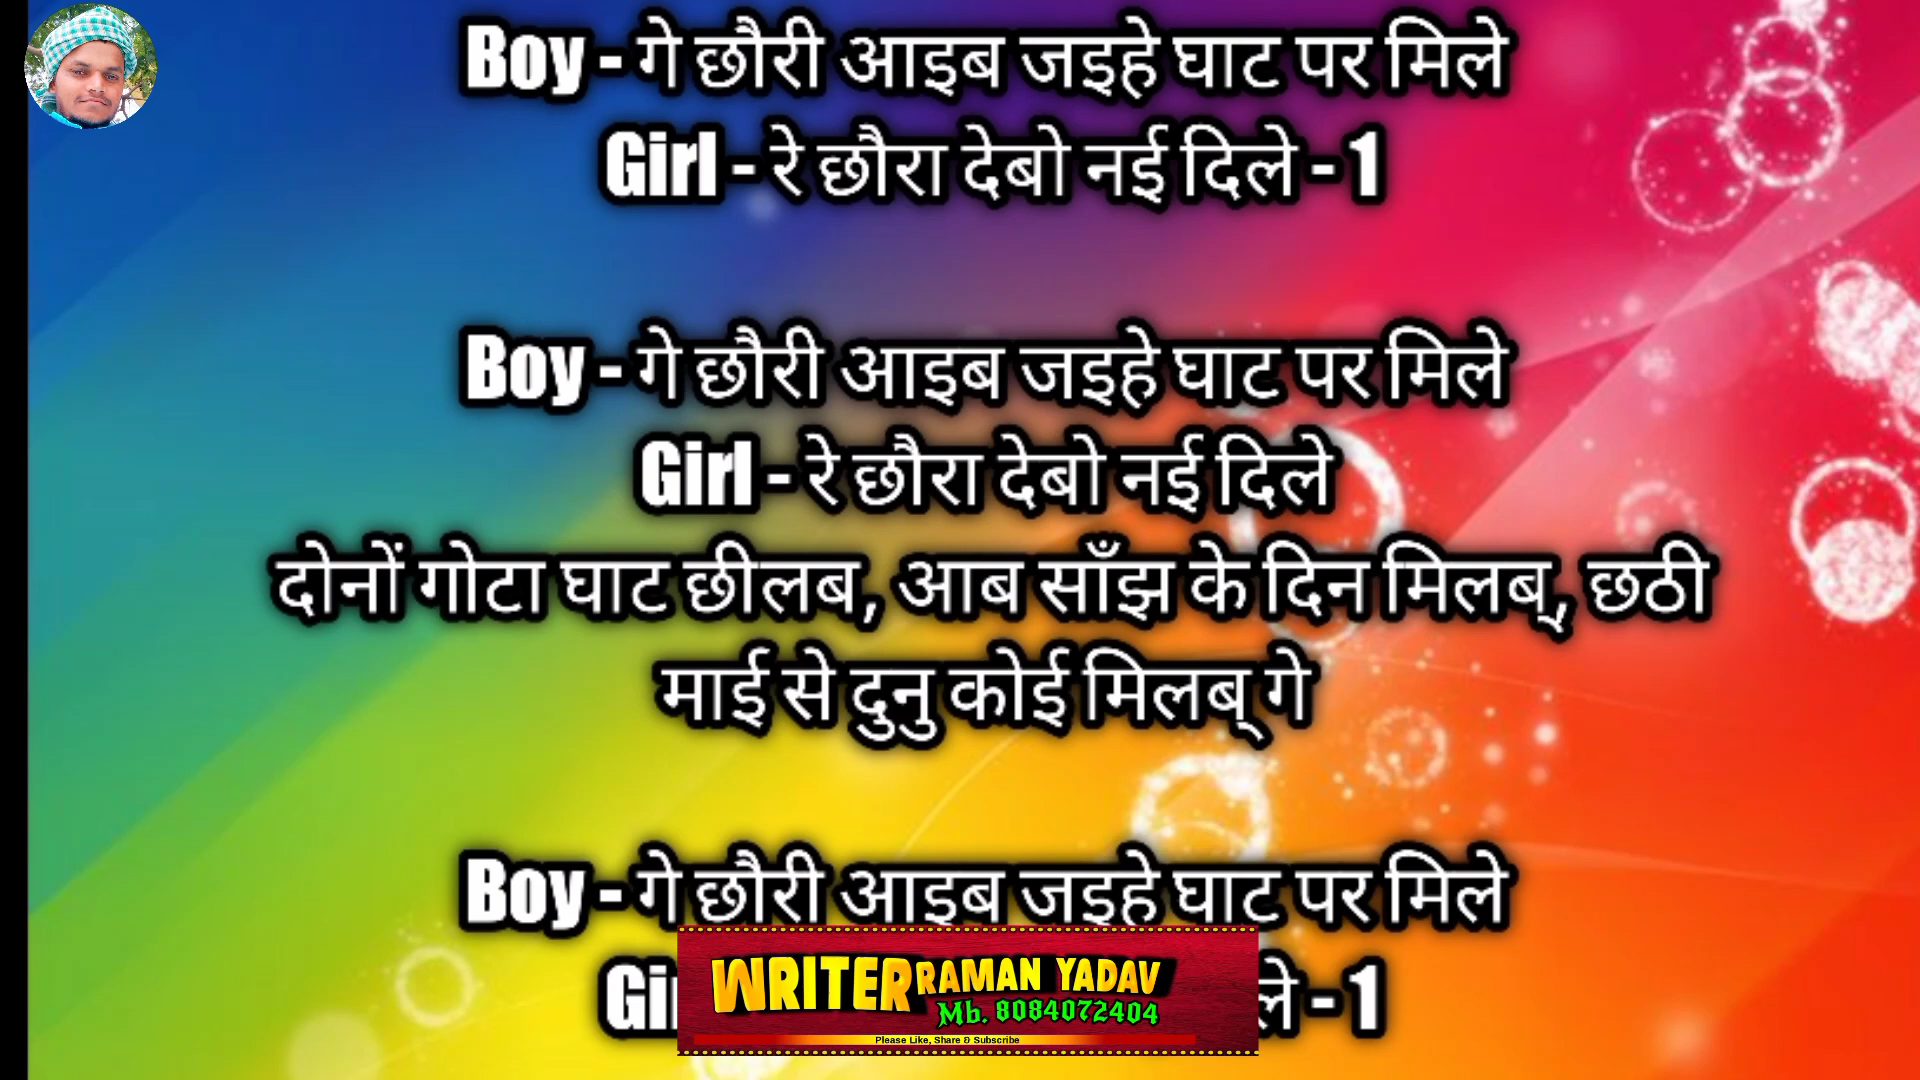 Boy - गे छौरी आइब जइहे घाट पर मिले
Girl - रे छौरा देबो नई दिले - 1
Boy - गे छौरी आइब जइहे घाट पर मिले
Girl - रे छौरा देबो नई दिले
दोनों गोटा घाट छीलब, आब साँझ के दिन मिलब्, छठी
माई से दुनु कोई मिलब् गे
Boy - गे छौरी आइब जइहे घाट पर मिले
- 1
WRITER RAMAN YADAV
Mb. 8084072404
Please Like, Share & Subscribe